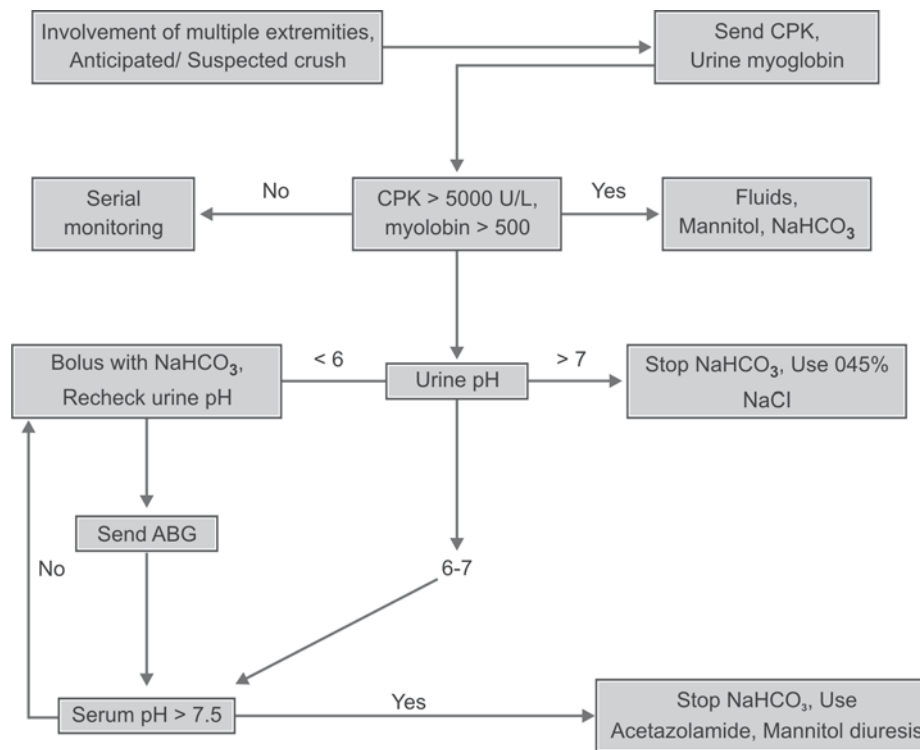 Involvement of multiple extremities,
Anticipated/ Suspected crush
Send CPK,
Urine myoglobin
Serial
monitoring
No
CPK > 5000 U/L,
myolobin > 500
Yes
Fluids,
Mannitol, NaHCO₃
Bolus with NaHCO₃,
Recheck urine pH
< 6
Urine pH
> 7
Stop NaHCO₃, Use 045%
NaCl
Send ABG
No
6-7
Serum pH > 7.5
Yes
Stop NaHCO₃, Use
Acetazolamide, Mannitol diuresis